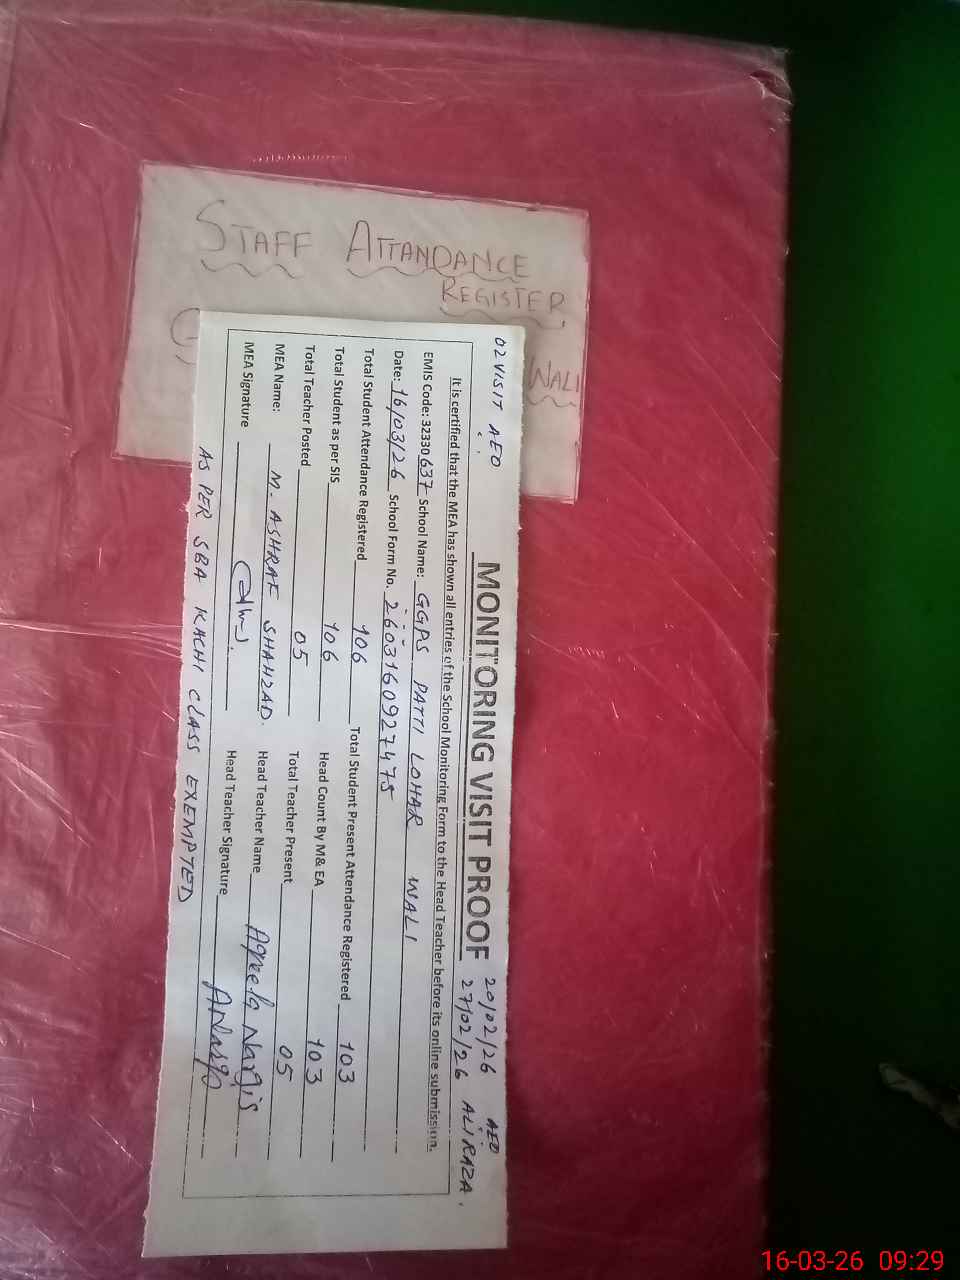 STAFF ATTANDANCE
REGISTER
G
WALI
02 VISIT AEO
20/02/26 AEO
27/02/26 ALI RAZA.
MONITORING VISIT PROOF
It is certified that the MEA has shown all entries of the School Monitoring Form to the Head Teacher before its online submission.
EMIS Code: 32330637 School Name: GGPS PATTI LOHAR WALI
Date: 16/03/26 School Form No. 260316092747５
Total Student Attendance Registered 106 Total Student Present Attendance Registered 103
Total Student as per SIS 106 Head Count By M& EA 103
Total Teacher Posted 05 Total Teacher Present 05
MEA Name: M. ASHRAF SHAHZAD. Head Teacher Name Aqeela Nargis
MEA Signature Head Teacher Signature ANargis
AS PER SBA KACHI CLASS EXEMPTED
16-03-26 09:29